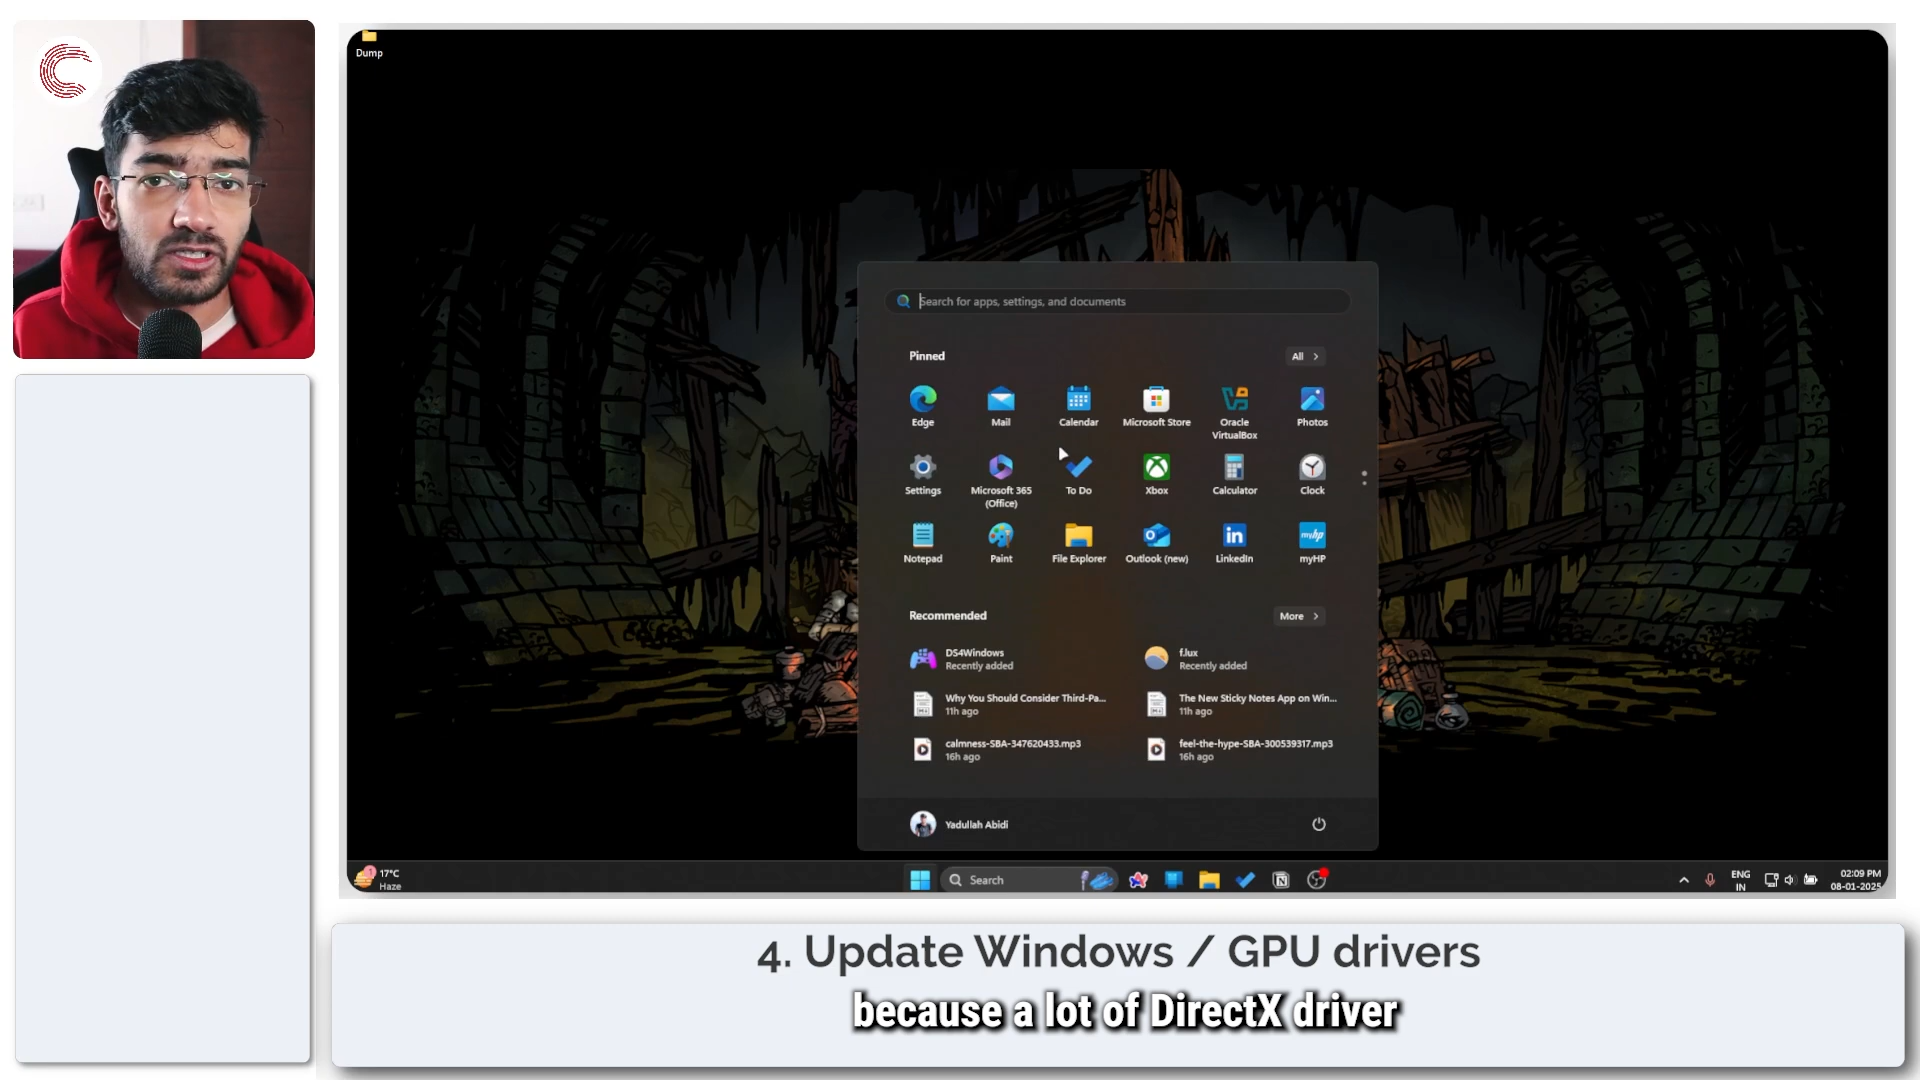 Dump
Search for apps, settings, and documents
Pinned
All
Edge
Mail
Calendar
Microsoft Store
Oracle
VirtualBox
Photos
Settings
Microsoft 365
(Office)
To Do
Xbox
Calculator
Clock
Notepad
Paint
File Explorer
Outlook (new)
LinkedIn
myHP
Recommended
More
DS4Windows
Recently added
f.lux
Recently added
Why You Should Consider Third-Pa...
11h ago
The New Sticky Notes App on Win...
11h ago
calmness-SBA-347620433.mp3
16h ago
feel-the-hype-SBA-300539317.mp3
16h ago
Yadullah Abidi
17°C
Haze
Search
ENG
IN
02:09 PM
08-01-2025
4. Update Windows / GPU drivers
because a lot of DirectX driver